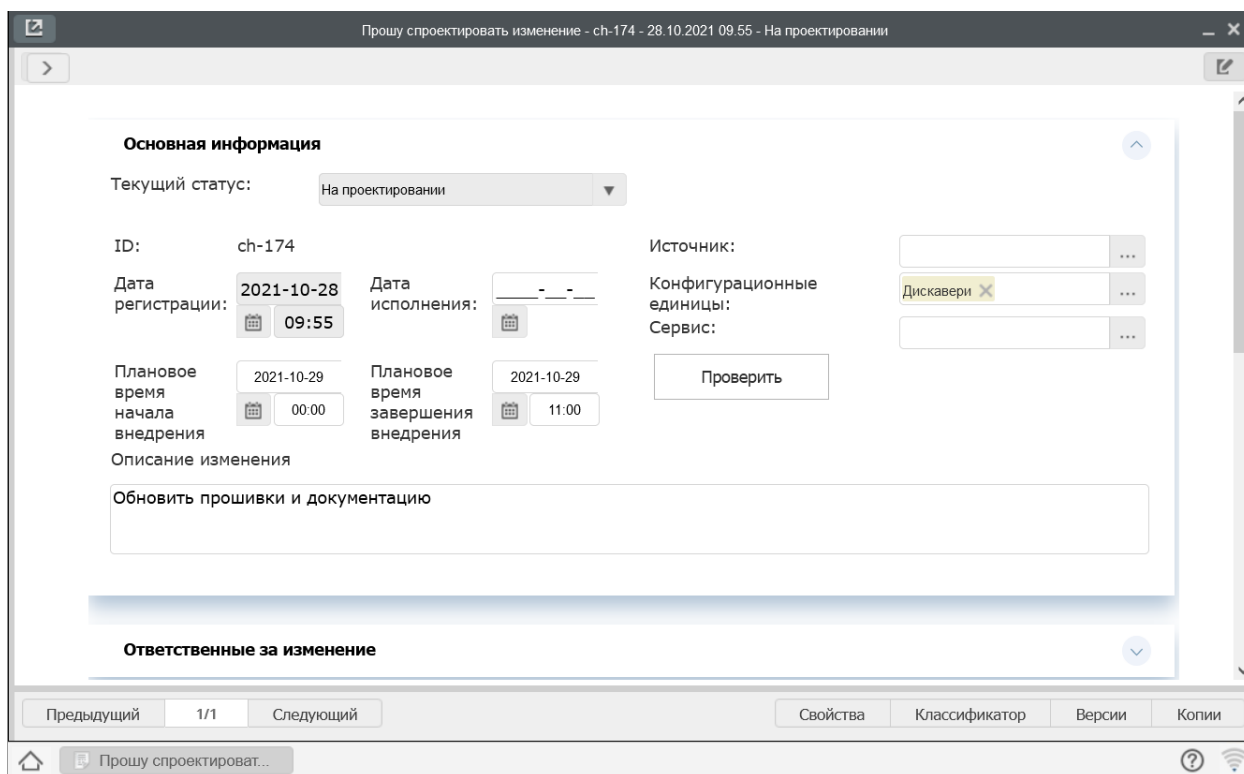 Прошу спроектировать изменение - ch-174 - 28.10.2021 09.55 - На проектировании
Основная информация
Текущий статус:
На проектировании
ID:
ch-174
Источник:
...
Дата
регистрации:
2021-10-28
09:55
Дата
исполнения:
____-__-__
Конфигурационные
единицы:
Дискавери
...
Сервис:
...
Плановое
время
начала
внедрения
2021-10-29
00:00
Плановое
время
завершения
внедрения
2021-10-29
11:00
Проверить
Описание изменения
Обновить прошивки и документацию
Ответственные за изменение
Предыдущий
1/1
Следующий
Свойства
Классификатор
Версии
Копии
Прошу спроектироват...